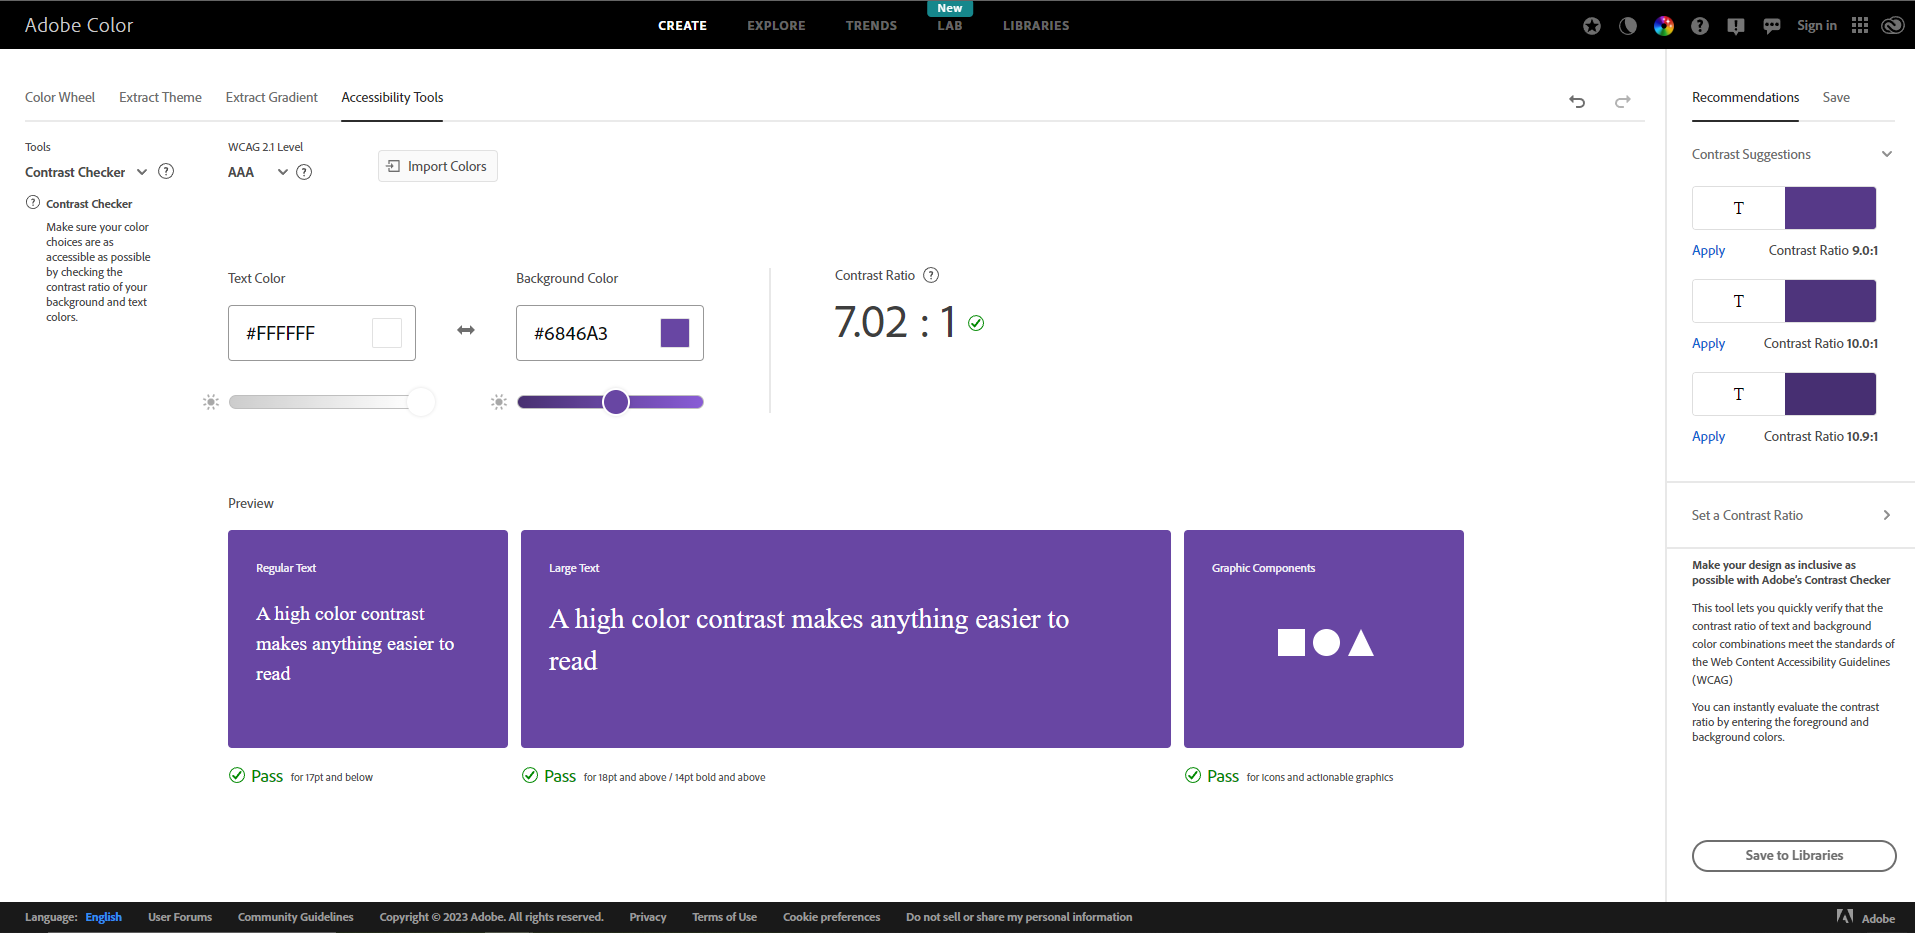 Adobe Color
CREATE
EXPLORE
TRENDS
New
LAB
LIBRARIES
Sign in
Color Wheel
Extract Theme
Extract Gradient
Accessibility Tools
Tools
Contrast Checker
?
WCAG 2.1 Level
AAA
?
Import Colors
? Contrast Checker
Make sure your color
choices are as
accessible as possible
by checking the
contrast ratio of your
background and text
colors.
Text Color
#FFFFFF
Background Color
#6846A3
Contrast Ratio ?
7.02 : 1
Preview
Regular Text
A high color contrast
makes anything easier to
read
Pass for 17pt and below
Large Text
A high color contrast makes anything easier to
read
Pass for 18pt and above / 14pt bold and above
Graphic Components
Pass for icons and actionable graphics
Recommendations
Save
Contrast Suggestions
T
Apply Contrast Ratio 9.0:1
T
Apply Contrast Ratio 10.0:1
T
Apply Contrast Ratio 10.9:1
Set a Contrast Ratio
Make your design as inclusive as
possible with Adobe's Contrast Checker
This tool lets you quickly verify that the
contrast ratio of text and background
color combinations meet the standards of
the Web Content Accessibility Guidelines
(WCAG)
You can instantly evaluate the contrast
ratio by entering the foreground and
background colors.
Save to Libraries
Language: English
User Forums
Community Guidelines
Copyright © 2023 Adobe. All rights reserved.
Privacy
Terms of Use
Cookie preferences
Do not sell or share my personal information
Adobe